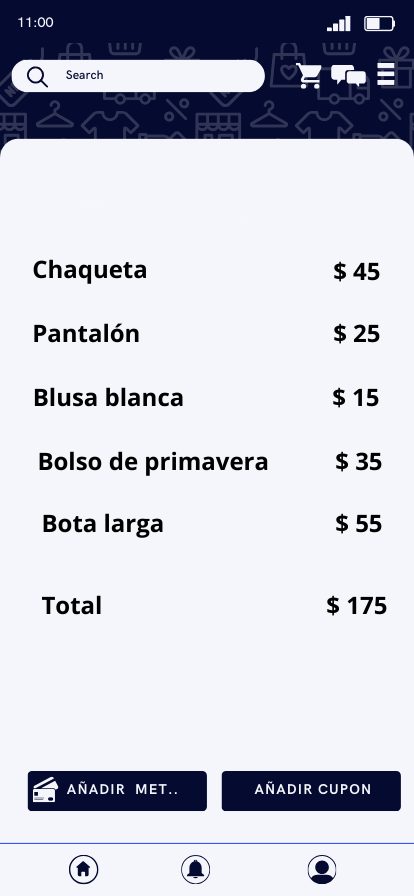 11:00
Search
Chaqueta $ 45
Pantalón $ 25
Blusa blanca $ 15
Bolso de primavera $ 35
Bota larga $ 55
Total $ 175
AÑADIR MET.. AÑADIR CUPON